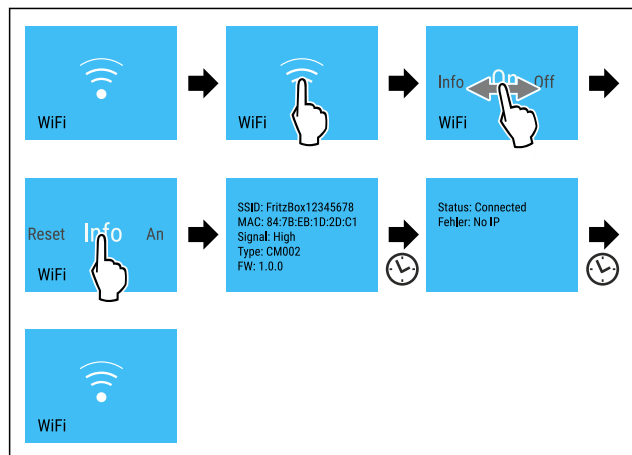 WiFi
WiFi
Info On Off
WiFi
Reset Info An
WiFi
SSID: FritzBox12345678
MAC: 84:7B:EB:1D:2D:C1
Signal: High
Type: CM002
FW: 1.0.0
Status: Connected
Fehler: No IP
WiFi